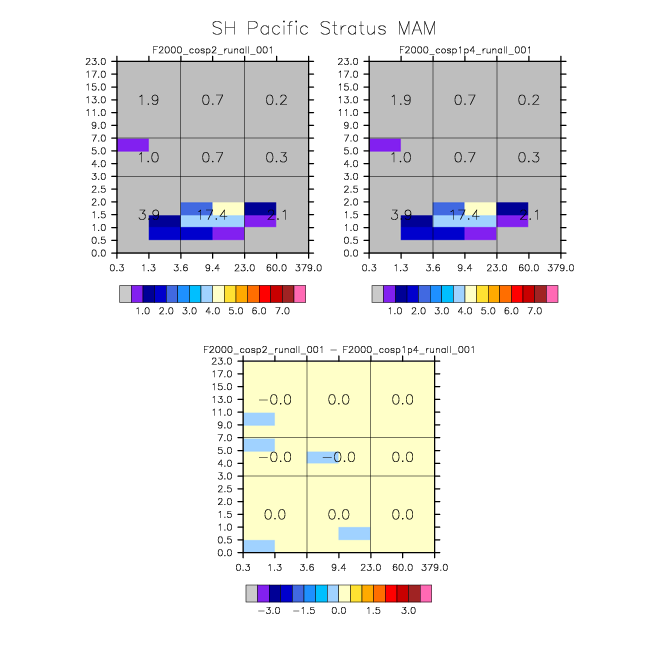 SH Pacific Stratus MAM
F2000_cosp2_runall_001 F2000_cosp1p4_runall_001
23.0 23.0
17.0 17.0
15.0 15.0
13.0 1.9 0.7 0.2 13.0 1.9 0.7 0.2
11.0 11.0
9.0 9.0
7.0 7.0
5.0 5.0
4.0 1.0 0.7 0.3 4.0 1.0 0.7 0.3
3.0 3.0
2.5 2.5
2.0 2.0
1.5 3.9 17.4 2.1 1.5 3.9 17.4 2.1
1.0 1.0
0.5 0.5
0.0 0.0
0.3 1.3 3.6 9.4 23.0 60.0 379.0 0.3 1.3 3.6 9.4 23.0 60.0 379.0
1.0 2.0 3.0 4.0 5.0 6.0 7.0 1.0 2.0 3.0 4.0 5.0 6.0 7.0
F2000_cosp2_runall_001 − F2000_cosp1p4_runall_001
23.0
17.0
15.0
13.0 −0.0 0.0 0.0
11.0
9.0
7.0
5.0
4.0 −0.0 −0.0 0.0
3.0
2.5
2.0
1.5 0.0 0.0 0.0
1.0
0.5
0.0
0.3 1.3 3.6 9.4 23.0 60.0 379.0
−3.0 −1.5 0.0 1.5 3.0